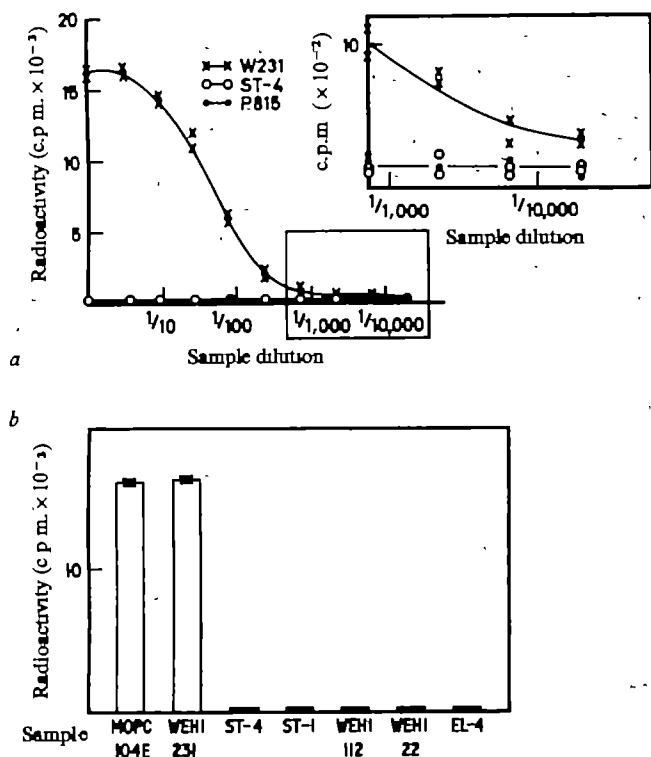 20
15
10
5
Radioactivity (c.p m. × 10⁻³)
W231
ST-4
P.815
1/10
1/100
1/1,000
1/10,000
Sample dilution
10
c.p.m (× 10⁻²)
1/1,000
1/10,000
Sample dilution
a
b
Radioactivity (c p m. × 10⁻³)
10
Sample
MOPC 104E
WEHI 231
ST-4
ST-1
WEHI 112
WEHI 22
EL-4